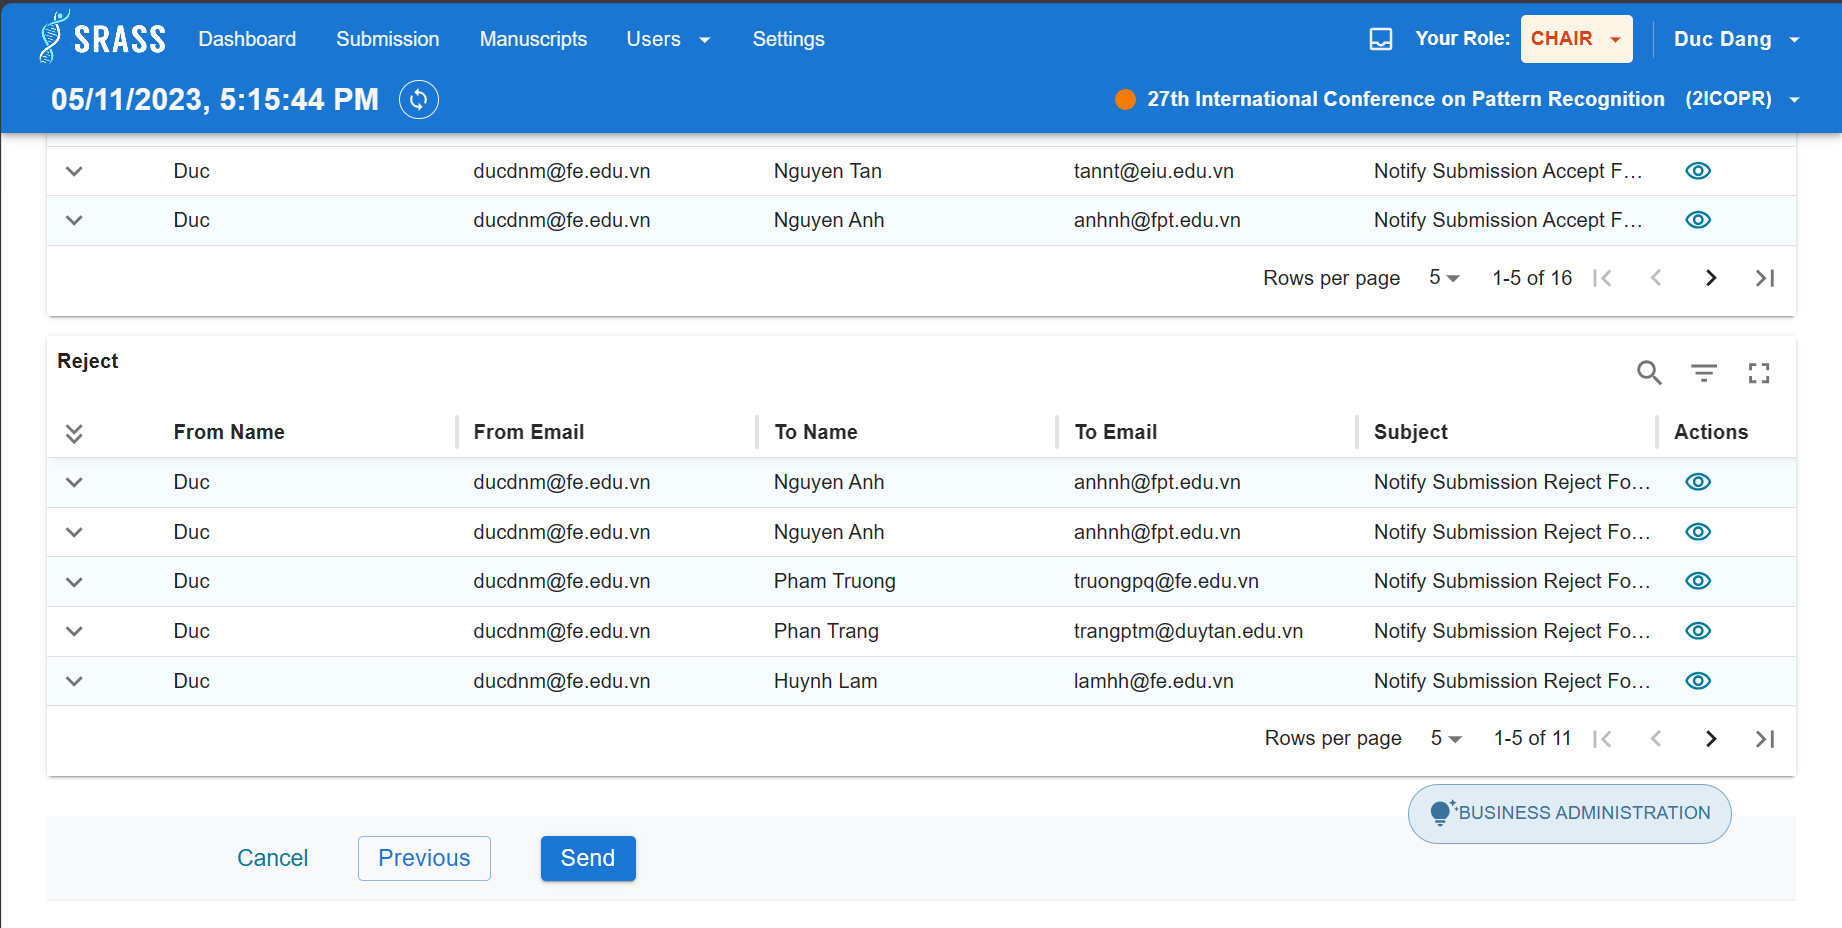 SRASS Dashboard Submission Manuscripts Users Settings Your Role: CHAIR Duc Dang
05/11/2023, 5:15:44 PM 27th International Conference on Pattern Recognition (2ICOPR)
Duc ducdnm@fe.edu.vn Nguyen Tan tannt@eiu.edu.vn Notify Submission Accept F...
Duc ducdnm@fe.edu.vn Nguyen Anh anhnh@fpt.edu.vn Notify Submission Accept F...
Rows per page 5 1-5 of 16
Reject
From Name From Email To Name To Email Subject Actions
Duc ducdnm@fe.edu.vn Nguyen Anh anhnh@fpt.edu.vn Notify Submission Reject Fo...
Duc ducdnm@fe.edu.vn Nguyen Anh anhnh@fpt.edu.vn Notify Submission Reject Fo...
Duc ducdnm@fe.edu.vn Pham Truong truongpq@fe.edu.vn Notify Submission Reject Fo...
Duc ducdnm@fe.edu.vn Phan Trang trangptm@duytan.edu.vn Notify Submission Reject Fo...
Duc ducdnm@fe.edu.vn Huynh Lam lamhh@fe.edu.vn Notify Submission Reject Fo...
Rows per page 5 1-5 of 11
BUSINESS ADMINISTRATION
Cancel Previous Send